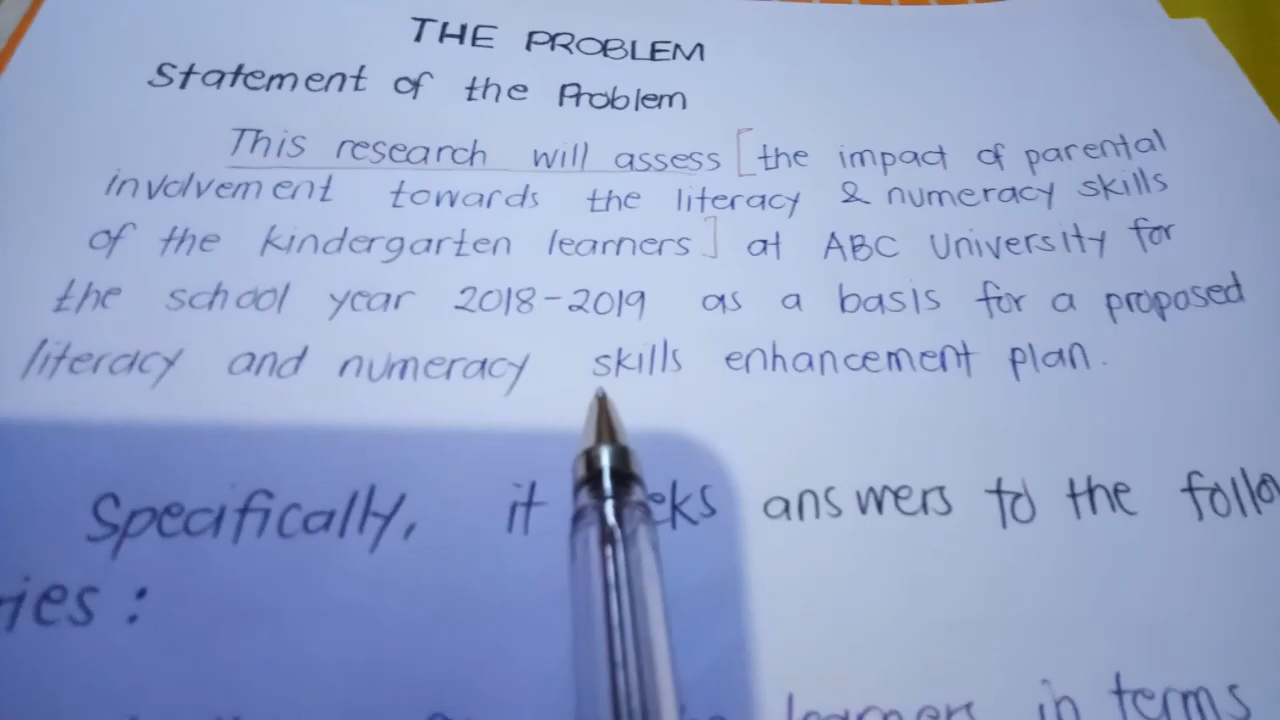 THE PROBLEM
Statement of the Problem
This research will assess [the impact of parental
involvement towards the literacy & numeracy skills
of the kindergarten learners] at ABC University for
the school year 2018-2019 as a basis for a proposed
literacy and numeracy skills enhancement plan.
Specifically, it answers to the
learners in terms